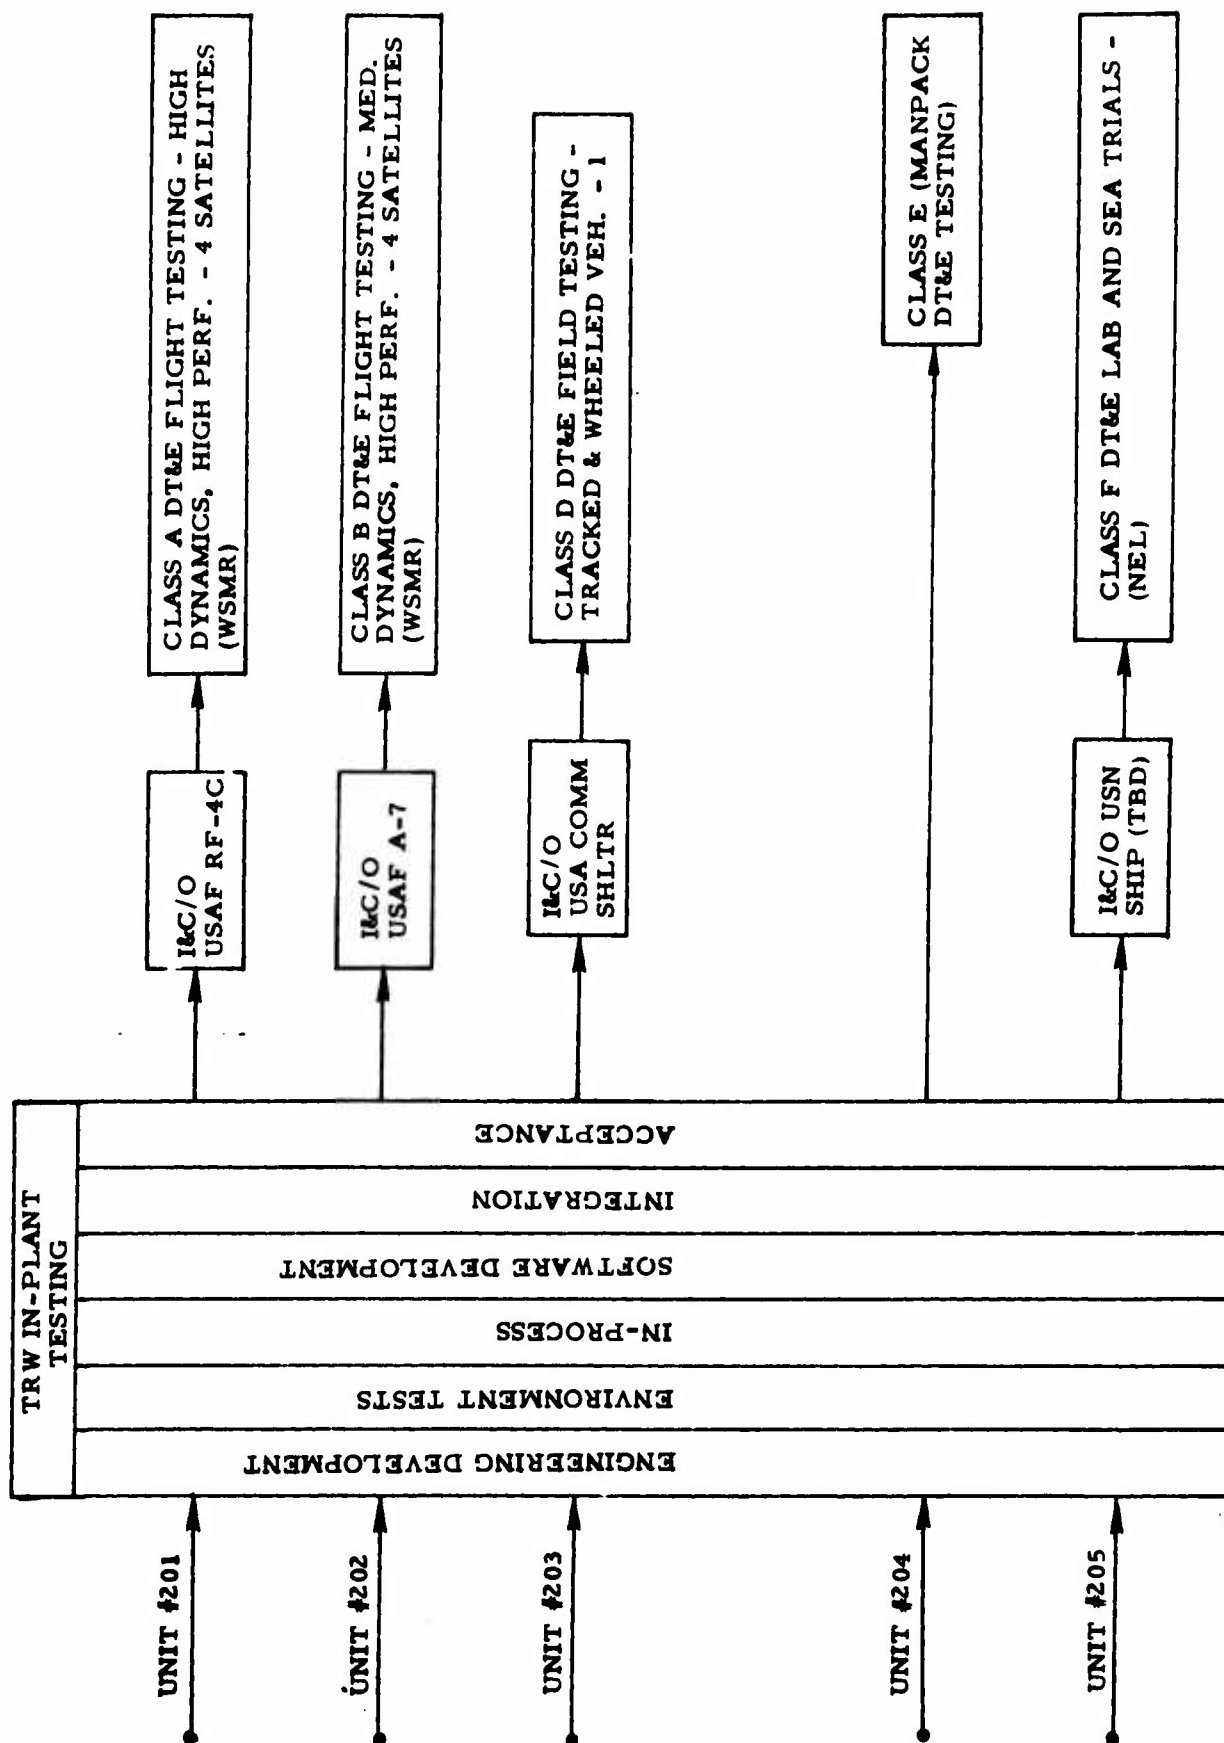 TRW IN-PLANT
TESTING
ENGINEERING DEVELOPMENT
ENVIRONMENT TESTS
IN-PROCESS
SOFTWARE DEVELOPMENT
INTEGRATION
ACCEPTANCE
UNIT #201
I&C/O
USAF RF-4C
CLASS A DT&E FLIGHT TESTING - HIGH
DYNAMICS, HIGH PERF. - 4 SATELLITES
(WSMR)
UNIT #202
I&C/O
USAF A-7
CLASS B DT&E FLIGHT TESTING - MED.
DYNAMICS, HIGH PERF. - 4 SATELLITES
(WSMR)
UNIT #203
I&C/O
USA COMM
SHLTR
CLASS D DT&E FIELD TESTING -
TRACKED & WHEELED VEH. - 1
UNIT #204
CLASS E (MANPACK
DT&E TESTING)
UNIT #205
I&C/O USN
SHIP (TBD)
CLASS F DT&E LAB AND SEA TRIALS -
(NEL)